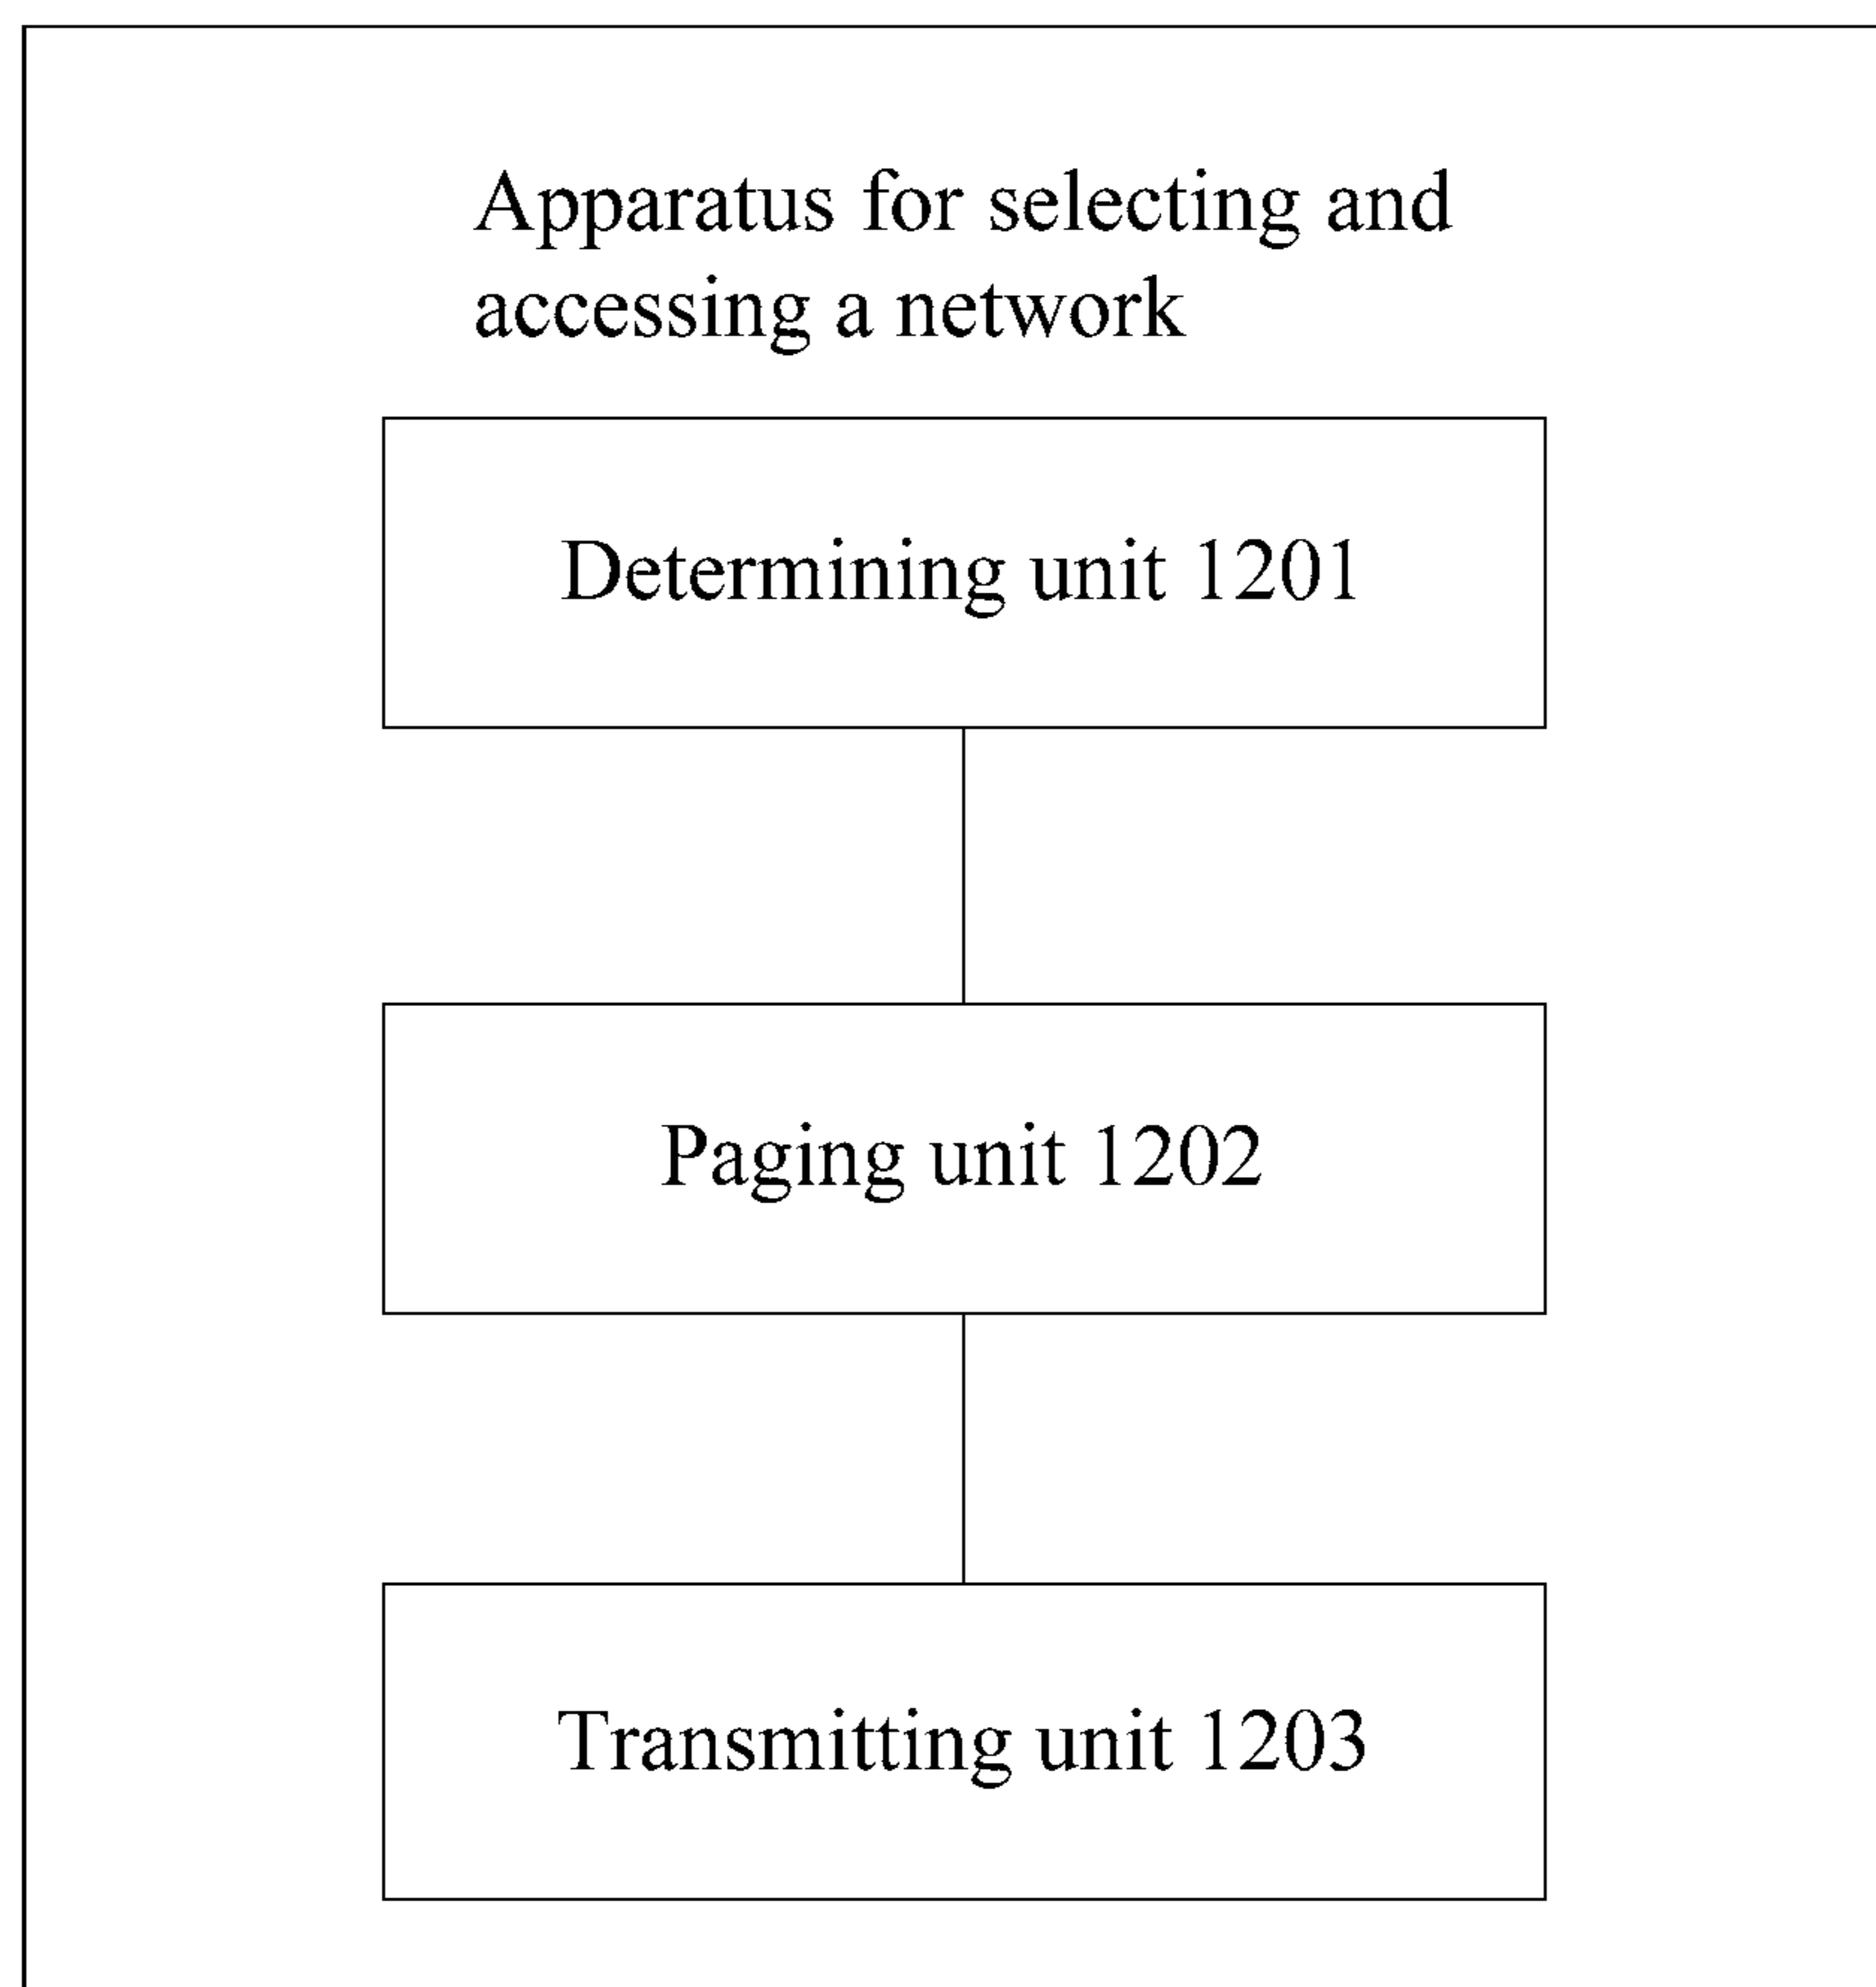 Apparatus for selecting and
accessing a network
Determining unit 1201
Paging unit 1202
Transmitting unit 1203